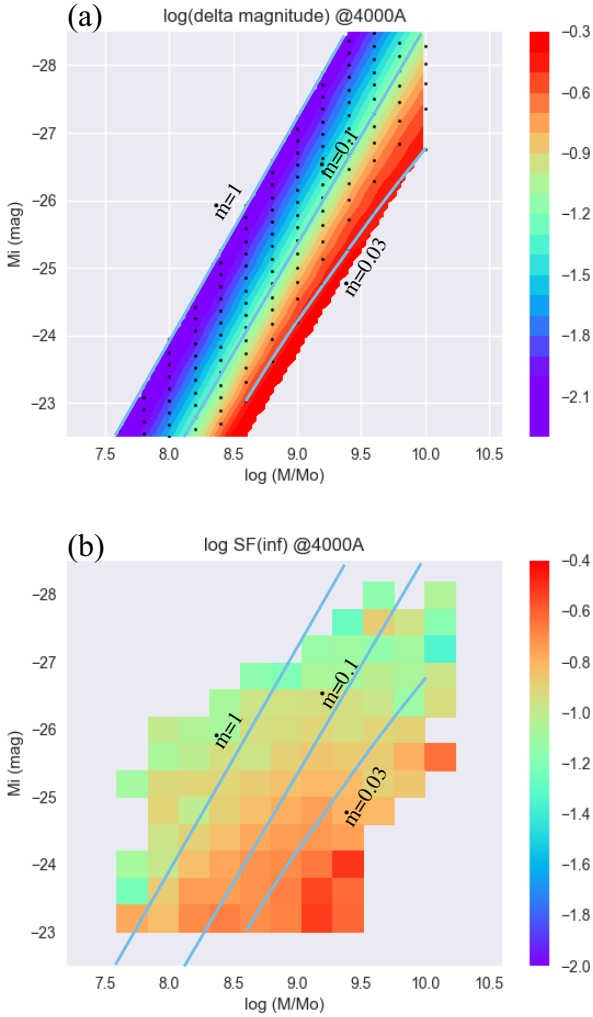 (a)
log(delta magnitude) @4000A
−28
−27
−26
−25
−24
−23
Mi (mag)
ṁ=1
ṁ=0.1
ṁ=0.03
7.5 8.0 8.5 9.0 9.5 10.0 10.5
log (M/Mo)
−0.3
−0.6
−0.9
−1.2
−1.5
−1.8
−2.1
(b)
log SF(inf) @4000A
−28
−27
−26
−25
−24
−23
Mi (mag)
ṁ=1
ṁ=0.1
ṁ=0.03
7.5 8.0 8.5 9.0 9.5 10.0 10.5
log (M/Mo)
−0.4
−0.6
−0.8
−1.0
−1.2
−1.4
−1.6
−1.8
−2.0